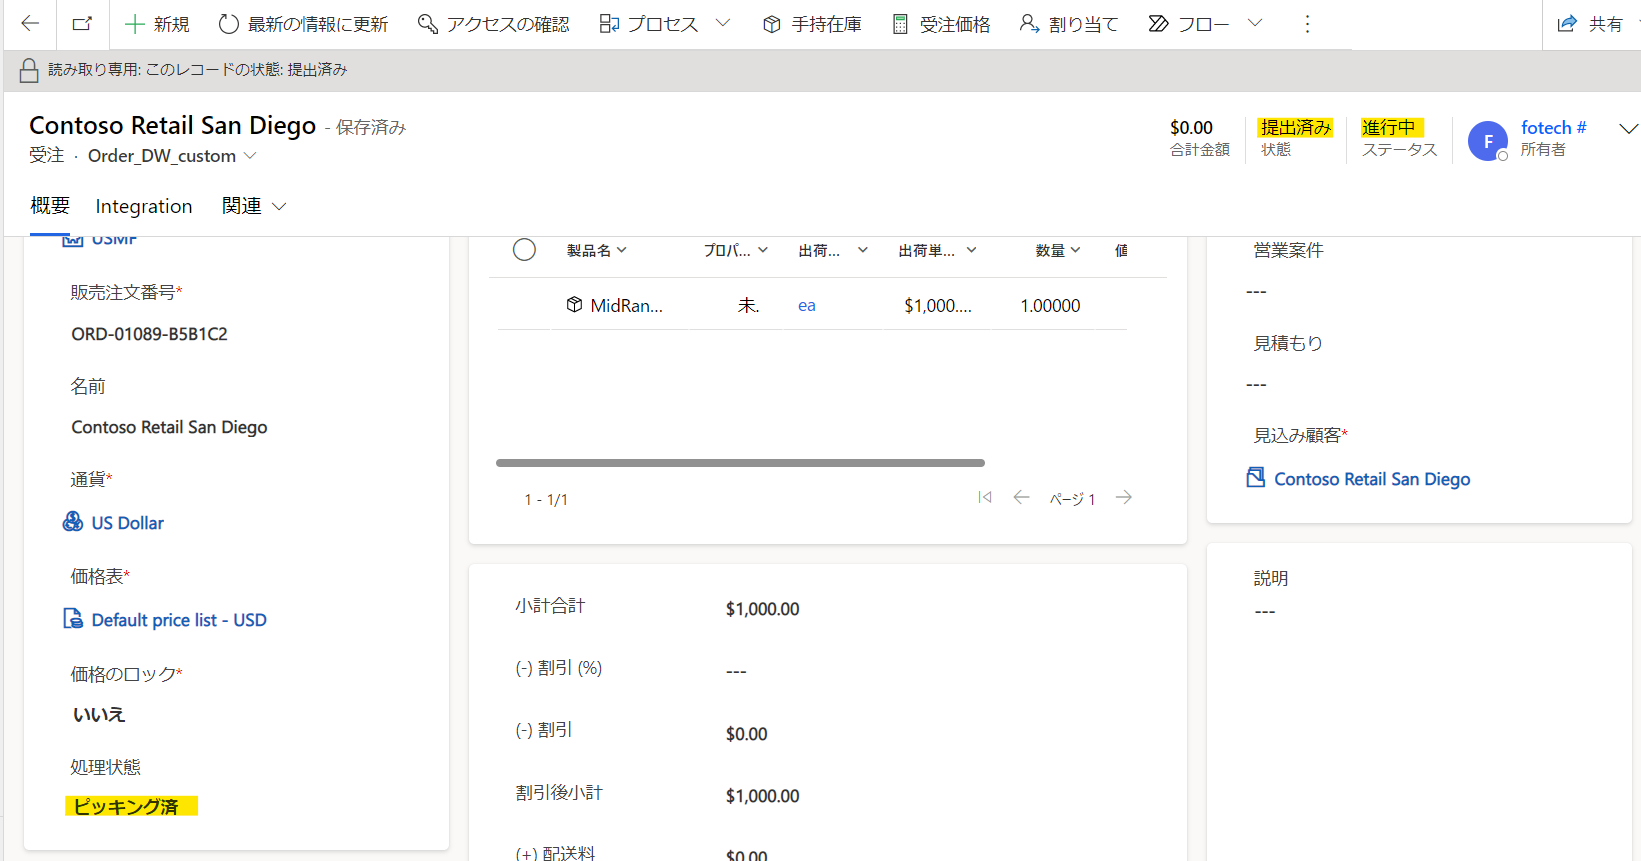 新規
最新の情報に更新
アクセスの確認
プロセス
手持在庫
受注価格
割り当て
フロー
共有
読み取り専用: このレコードの状態: 提出済み
Contoso Retail San Diego - 保存済み
受注 · Order_DW_custom
$0.00
合計金額
提出済み
状態
進行中
ステータス
F
fotech #
所有者
概要
Integration
関連
USMF
販売注文番号*
ORD-01089-B5B1C2
名前
Contoso Retail San Diego
通貨*
US Dollar
価格表*
Default price list - USD
価格のロック*
いいえ
処理状態
ピッキング済
製品名 プロパ... 出荷... 出荷単... 数量 値
MidRan... 未. ea $1,000.... 1.00000
1 - 1/1
ページ 1
小計合計 $1,000.00
(-) 割引 (%) ---
(-) 割引 $0.00
割引後小計 $1,000.00
(+) 配送料 $0.00
営業案件
---
見積もり
---
見込み顧客*
Contoso Retail San Diego
説明
---